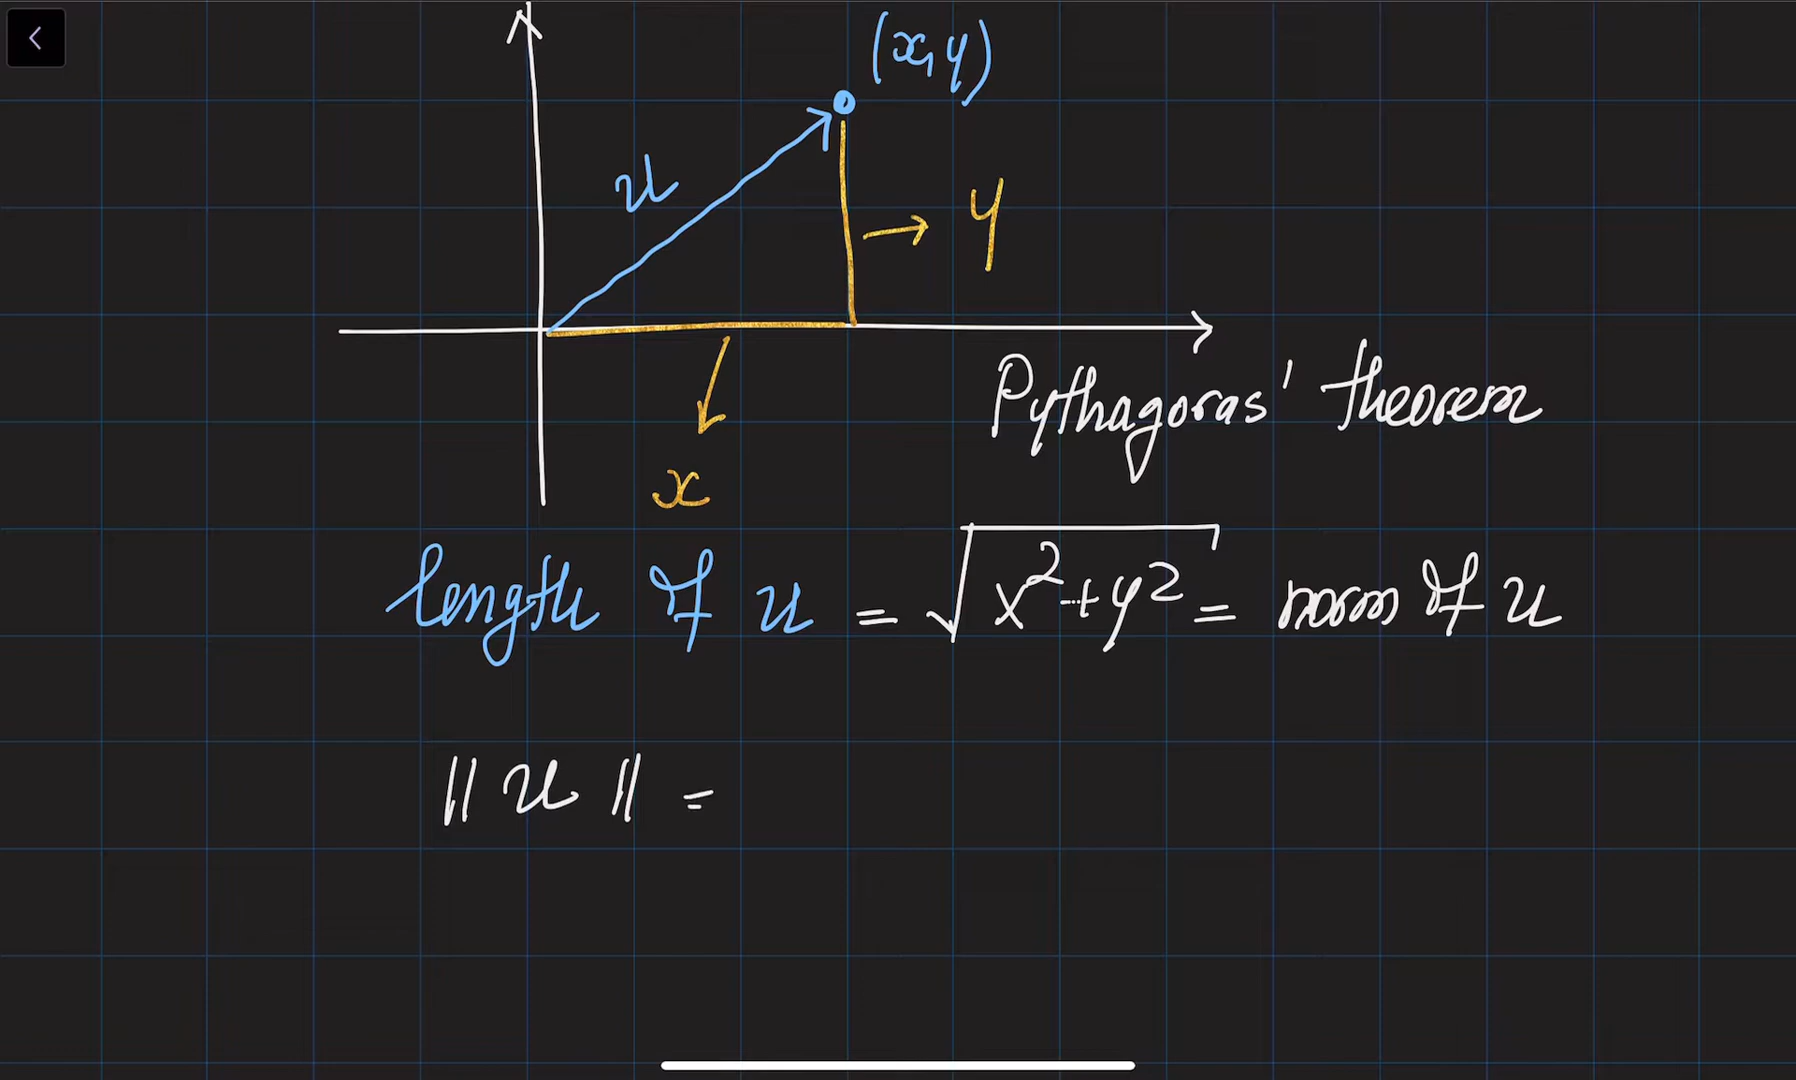 (x, y)
u
y
Pythagoras' theorem
x
length of u = √x²+y² = norm of u
|| u || =